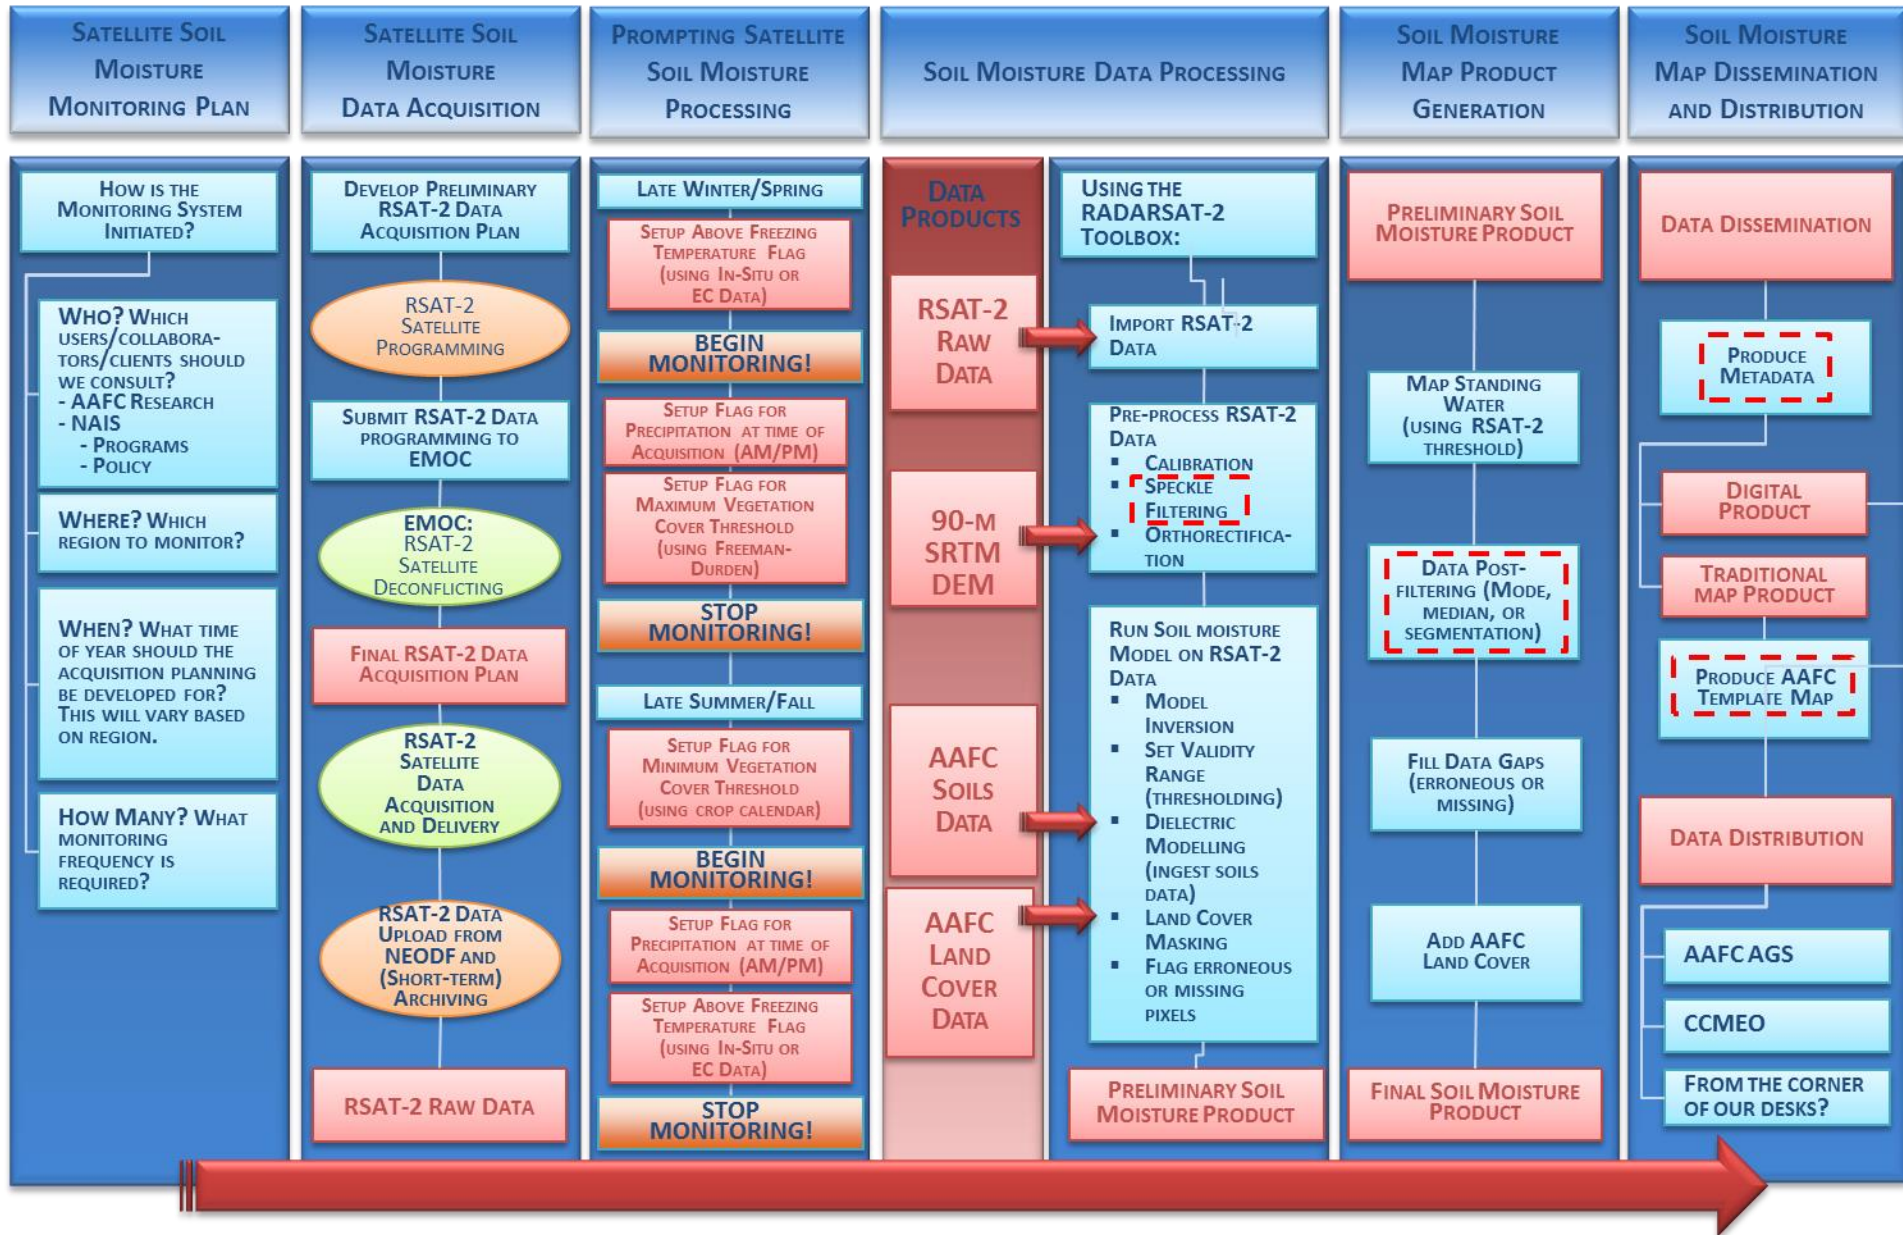 SATELLITE SOIL
MOISTURE
MONITORING PLAN
SATELLITE SOIL
MOISTURE
DATA ACQUISITION
PROMPTING SATELLITE
SOIL MOISTURE
PROCESSING
SOIL MOISTURE DATA PROCESSING
SOIL MOISTURE
MAP PRODUCT
GENERATION
SOIL MOISTURE
MAP DISSEMINATION
AND DISTRIBUTION
HOW IS THE
MONITORING SYSTEM
INITIATED?
WHO? WHICH
USERS/COLLABORA-
TORS/CLIENTS SHOULD
WE CONSULT?
- AAFC RESEARCH
- NAIS
- PROGRAMS
- POLICY
WHERE? WHICH
REGION TO MONITOR?
WHEN? WHAT TIME
OF YEAR SHOULD THE
ACQUISITION PLANNING
BE DEVELOPED FOR?
THIS WILL VARY BASED
ON REGION.
HOW MANY? WHAT
MONITORING
FREQUENCY IS
REQUIRED?
DEVELOP PRELIMINARY
RSAT-2 DATA
ACQUISITION PLAN
RSAT-2
SATELLITE
PROGRAMMING
SUBMIT RSAT-2 DATA
PROGRAMMING TO
EMOC
EMOC:
RSAT-2
SATELLITE
DECONFLICTING
FINAL RSAT-2 DATA
ACQUISITION PLAN
RSAT-2
SATELLITE
DATA
ACQUISITION
AND DELIVERY
RSAT-2 DATA
UPLOAD FROM
NEODF AND
(SHORT-TERM)
ARCHIVING
RSAT-2 RAW DATA
LATE WINTER/SPRING
SETUP ABOVE FREEZING
TEMPERATURE FLAG
(USING IN-SITU OR
EC DATA)
BEGIN
MONITORING!
SETUP FLAG FOR
PRECIPITATION AT TIME OF
ACQUISITION (AM/PM)
SETUP FLAG FOR
MAXIMUM VEGETATION
COVER THRESHOLD
(USING FREEMAN-
DURDEN)
STOP
MONITORING!
LATE SUMMER/FALL
SETUP FLAG FOR
MINIMUM VEGETATION
COVER THRESHOLD
(USING CROP CALENDAR)
BEGIN
MONITORING!
SETUP FLAG FOR
PRECIPITATION AT TIME OF
ACQUISITION (AM/PM)
SETUP ABOVE FREEZING
TEMPERATURE FLAG
(USING IN-SITU OR
EC DATA)
STOP
MONITORING!
DATA
PRODUCTS
RSAT-2
RAW
DATA
90-M
SRTM
DEM
AAFC
SOILS
DATA
AAFC
LAND
COVER
DATA
USING THE
RADARSAT-2
TOOLBOX:
IMPORT RSAT-2
DATA
PRE-PROCESS RSAT-2
DATA
▪ CALIBRATION
▪ SPECKLE
FILTERING
▪ ORTHORECTIFICA-
TION
RUN SOIL MOISTURE
MODEL ON RSAT-2
DATA
▪ MODEL
INVERSION
▪ SET VALIDITY
RANGE
(THRESHOLDING)
▪ DIELECTRIC
MODELLING
(INGEST SOILS
DATA)
▪ LAND COVER
MASKING
▪ FLAG ERRONEOUS
OR MISSING
PIXELS
PRELIMINARY SOIL
MOISTURE PRODUCT
PRELIMINARY SOIL
MOISTURE PRODUCT
MAP STANDING
WATER
(USING RSAT-2
THRESHOLD)
DATA POST-
FILTERING (MODE,
MEDIAN, OR
SEGMENTATION)
FILL DATA GAPS
(ERRONEOUS OR
MISSING)
ADD AAFC
LAND COVER
FINAL SOIL MOISTURE
PRODUCT
DATA DISSEMINATION
PRODUCE
METADATA
DIGITAL
PRODUCT
TRADITIONAL
MAP PRODUCT
PRODUCE AAFC
TEMPLATE MAP
DATA DISTRIBUTION
AAFC AGS
CCMEO
FROM THE CORNER
OF OUR DESKS?